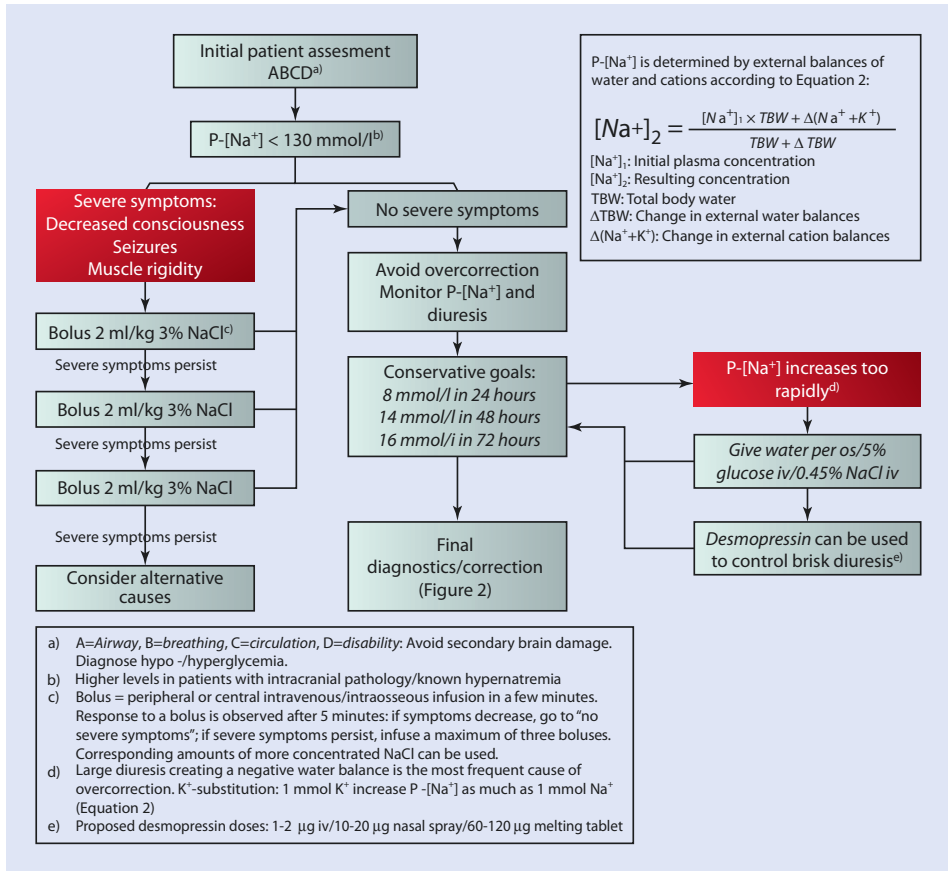 Initial patient assesment
ABCDa)
P-[Na+] < 130 mmol/lb)
Severe symptoms:
Decreased consciousness
Seizures
Muscle rigidity
Bolus 2 ml/kg 3% NaClc)
Severe symptoms persist
Bolus 2 ml/kg 3% NaCl
Severe symptoms persist
Bolus 2 ml/kg 3% NaCl
Severe symptoms persist
Consider alternative
causes
No severe symptoms
Avoid overcorrection
Monitor P-[Na+] and
diuresis
Conservative goals:
8 mmol/l in 24 hours
14 mmol/l in 48 hours
16 mmol/i in 72 hours
Final
diagnostics/correction
(Figure 2)
P-[Na+] increases too
rapidlyd)
Give water per os/5%
glucose iv/0.45% NaCl iv
Desmopressin can be used
to control brisk diuresise)
P-[Na+] is determined by external balances of
water and cations according to Equation 2:
[Na+]2 = [Na+]1 × TBW + Δ(Na+ +K+)
TBW + Δ TBW
[Na+]1: Initial plasma concentration
[Na+]2: Resulting concentration
TBW: Total body water
ΔTBW: Change in external water balances
Δ(Na++K+): Change in external cation balances
a) A=Airway, B=breathing, C=circulation, D=disability: Avoid secondary brain damage.
Diagnose hypo -/hyperglycemia.
b) Higher levels in patients with intracranial pathology/known hypernatremia
c) Bolus = peripheral or central intravenous/intraosseous infusion in a few minutes.
Response to a bolus is observed after 5 minutes: if symptoms decrease, go to “no
severe symptoms”; if severe symptoms persist, infuse a maximum of three boluses.
Corresponding amounts of more concentrated NaCl can be used.
d) Large diuresis creating a negative water balance is the most frequent cause of
overcorrection. K+-substitution: 1 mmol K+ increase P -[Na+] as much as 1 mmol Na+
(Equation 2)
e) Proposed desmopressin doses: 1-2 μg iv/10-20 μg nasal spray/60-120 μg melting tablet